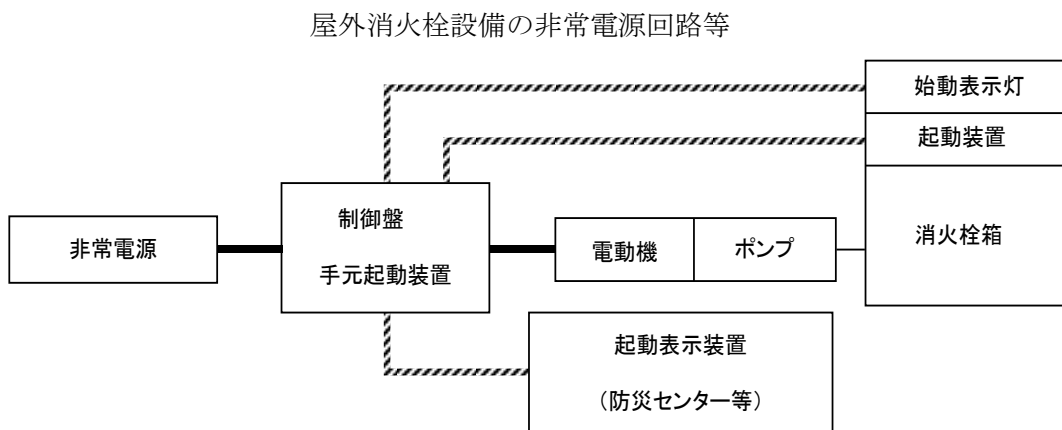 屋外消火栓設備の非常電源回路等
始動表示灯
起動装置
消火栓箱
制御盤
手元起動装置
非常電源
電動機
ポンプ
起動表示装置
（防災センター等）